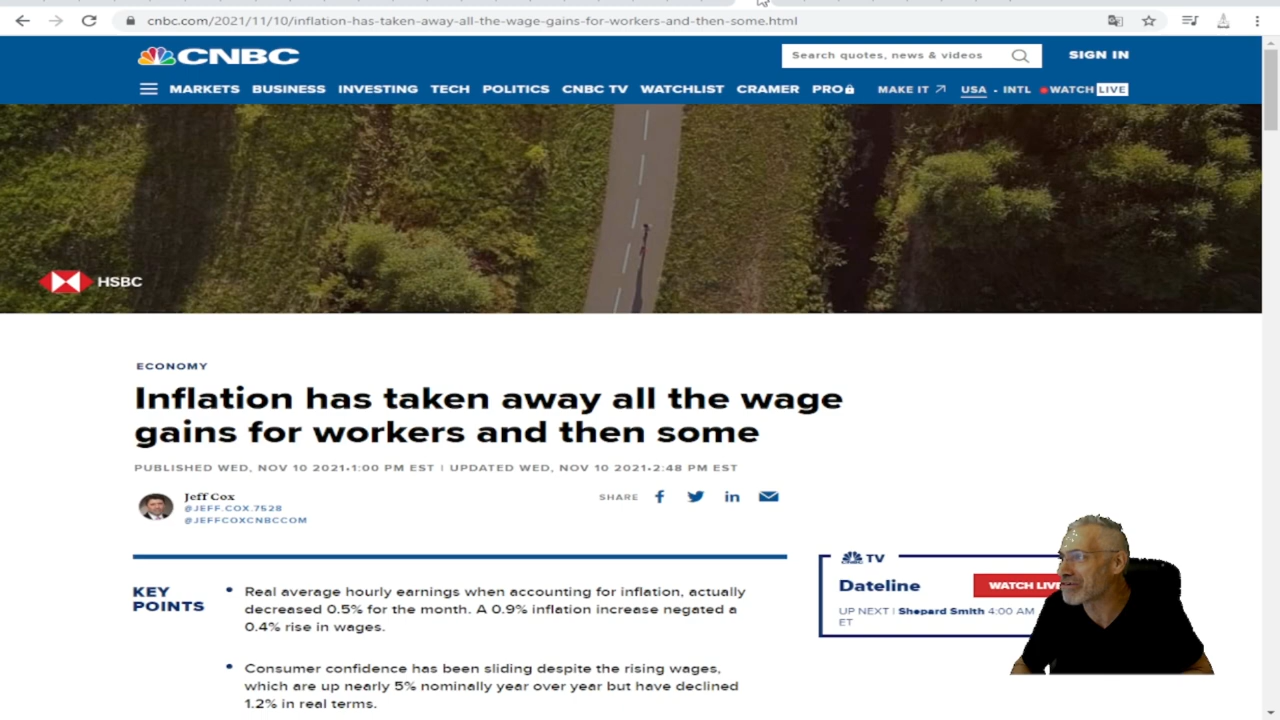 cnbc.com/2021/11/10/inflation-has-taken-away-all-the-wage-gains-for-workers-and-then-some.html
CNBC
Search quotes, news & videos
SIGN IN
MARKETS BUSINESS INVESTING TECH POLITICS CNBC TV WATCHLIST CRAMER PRO MAKE IT USA • INTL WATCH LIVE
HSBC
ECONOMY
Inflation has taken away all the wage
gains for workers and then some
PUBLISHED WED, NOV 10 2021•1:00 PM EST | UPDATED WED, NOV 10 2021•2:48 PM EST
Jeff Cox
@JEFF.COX.7528
@JEFFCOXCNBCCOM
SHARE
KEY
POINTS
Real average hourly earnings when accounting for inflation, actually
decreased 0.5% for the month. A 0.9% inflation increase negated a
0.4% rise in wages.
Consumer confidence has been sliding despite the rising wages,
which are up nearly 5% nominally year over year but have declined
1.2% in real terms.
TV
Dateline
WATCH LIVE
UP NEXT | Shepard Smith 4:00 AM
ET